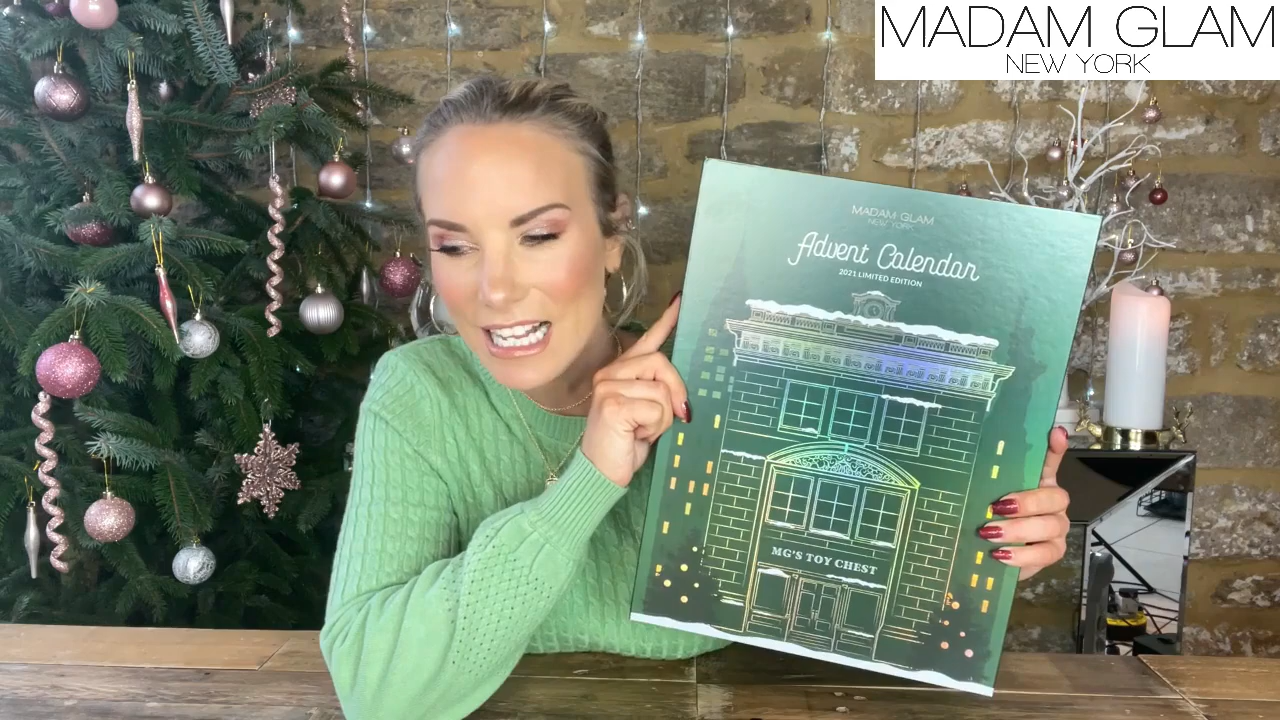 MADAM GLAM
NEW YORK
MADAM GLAM
NEW YORK
Advent Calendar
2021 LIMITED EDITION
MG'S TOY CHEST